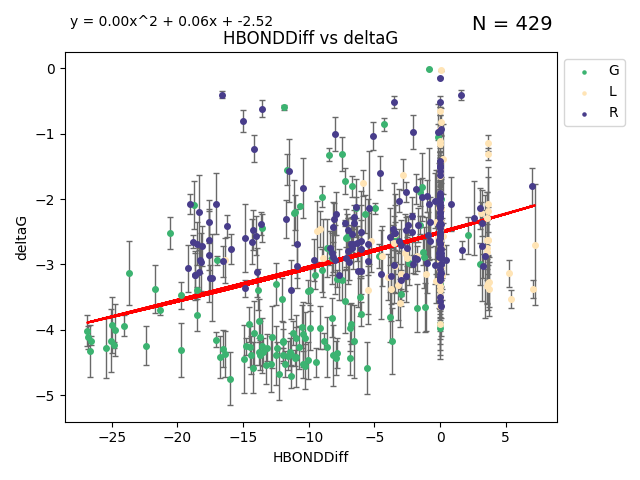 y = 0.00x^2 + 0.06x + -2.52
N = 429
HBONDDiff vs deltaG
G
L
R
0
−1
−2
−3
−4
−5
deltaG
−25
−20
−15
−10
−5
0
5
HBONDDiff